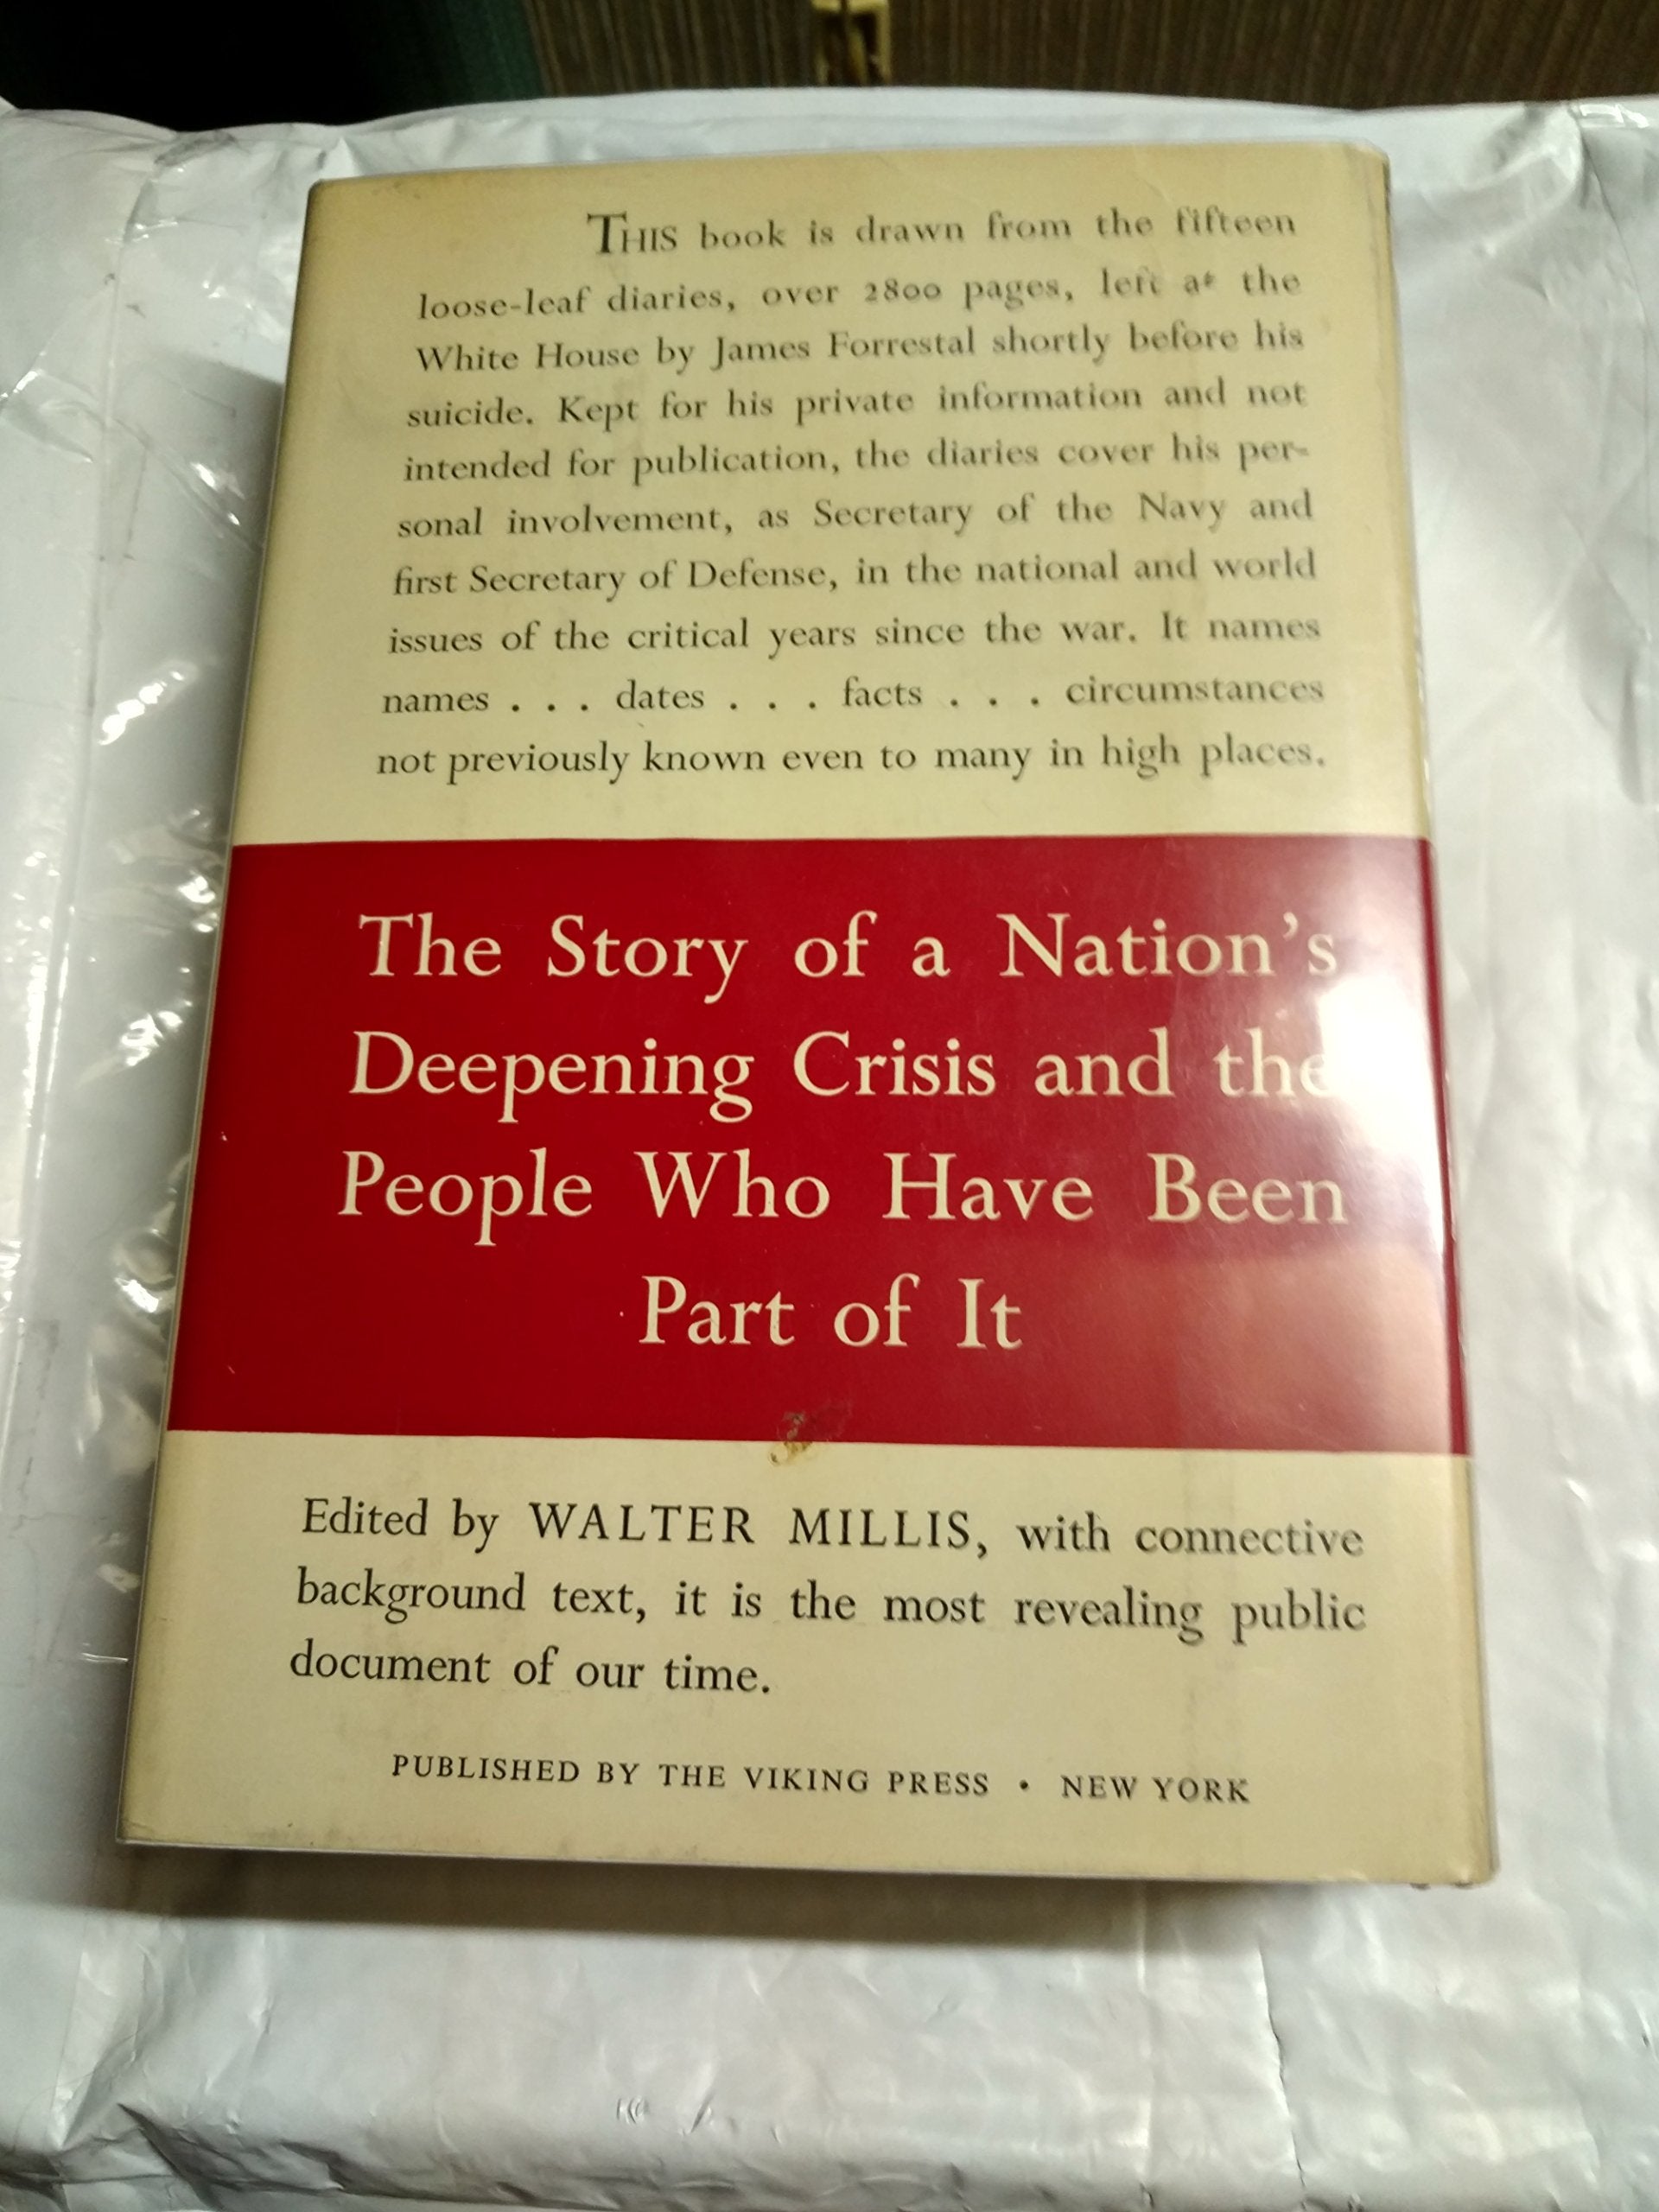 THIS book is drawn from the fifteen
loose-leaf diaries, over 2800 pages, left at the
White House by James Forrestal shortly before his
suicide. Kept for his private information and not
intended for publication, the diaries cover his per-
sonal involvement, as Secretary of the Navy and
first Secretary of Defense, in the national and world
issues of the critical years since the war. It names
names . . . dates . . . facts . . . circumstances
not previously known even to many in high places.
The Story of a Nation's
Deepening Crisis and the
People Who Have Been
Part of It
Edited by WALTER MILLIS, with connective
background text, it is the most revealing public
document of our time.
PUBLISHED BY THE VIKING PRESS • NEW YORK